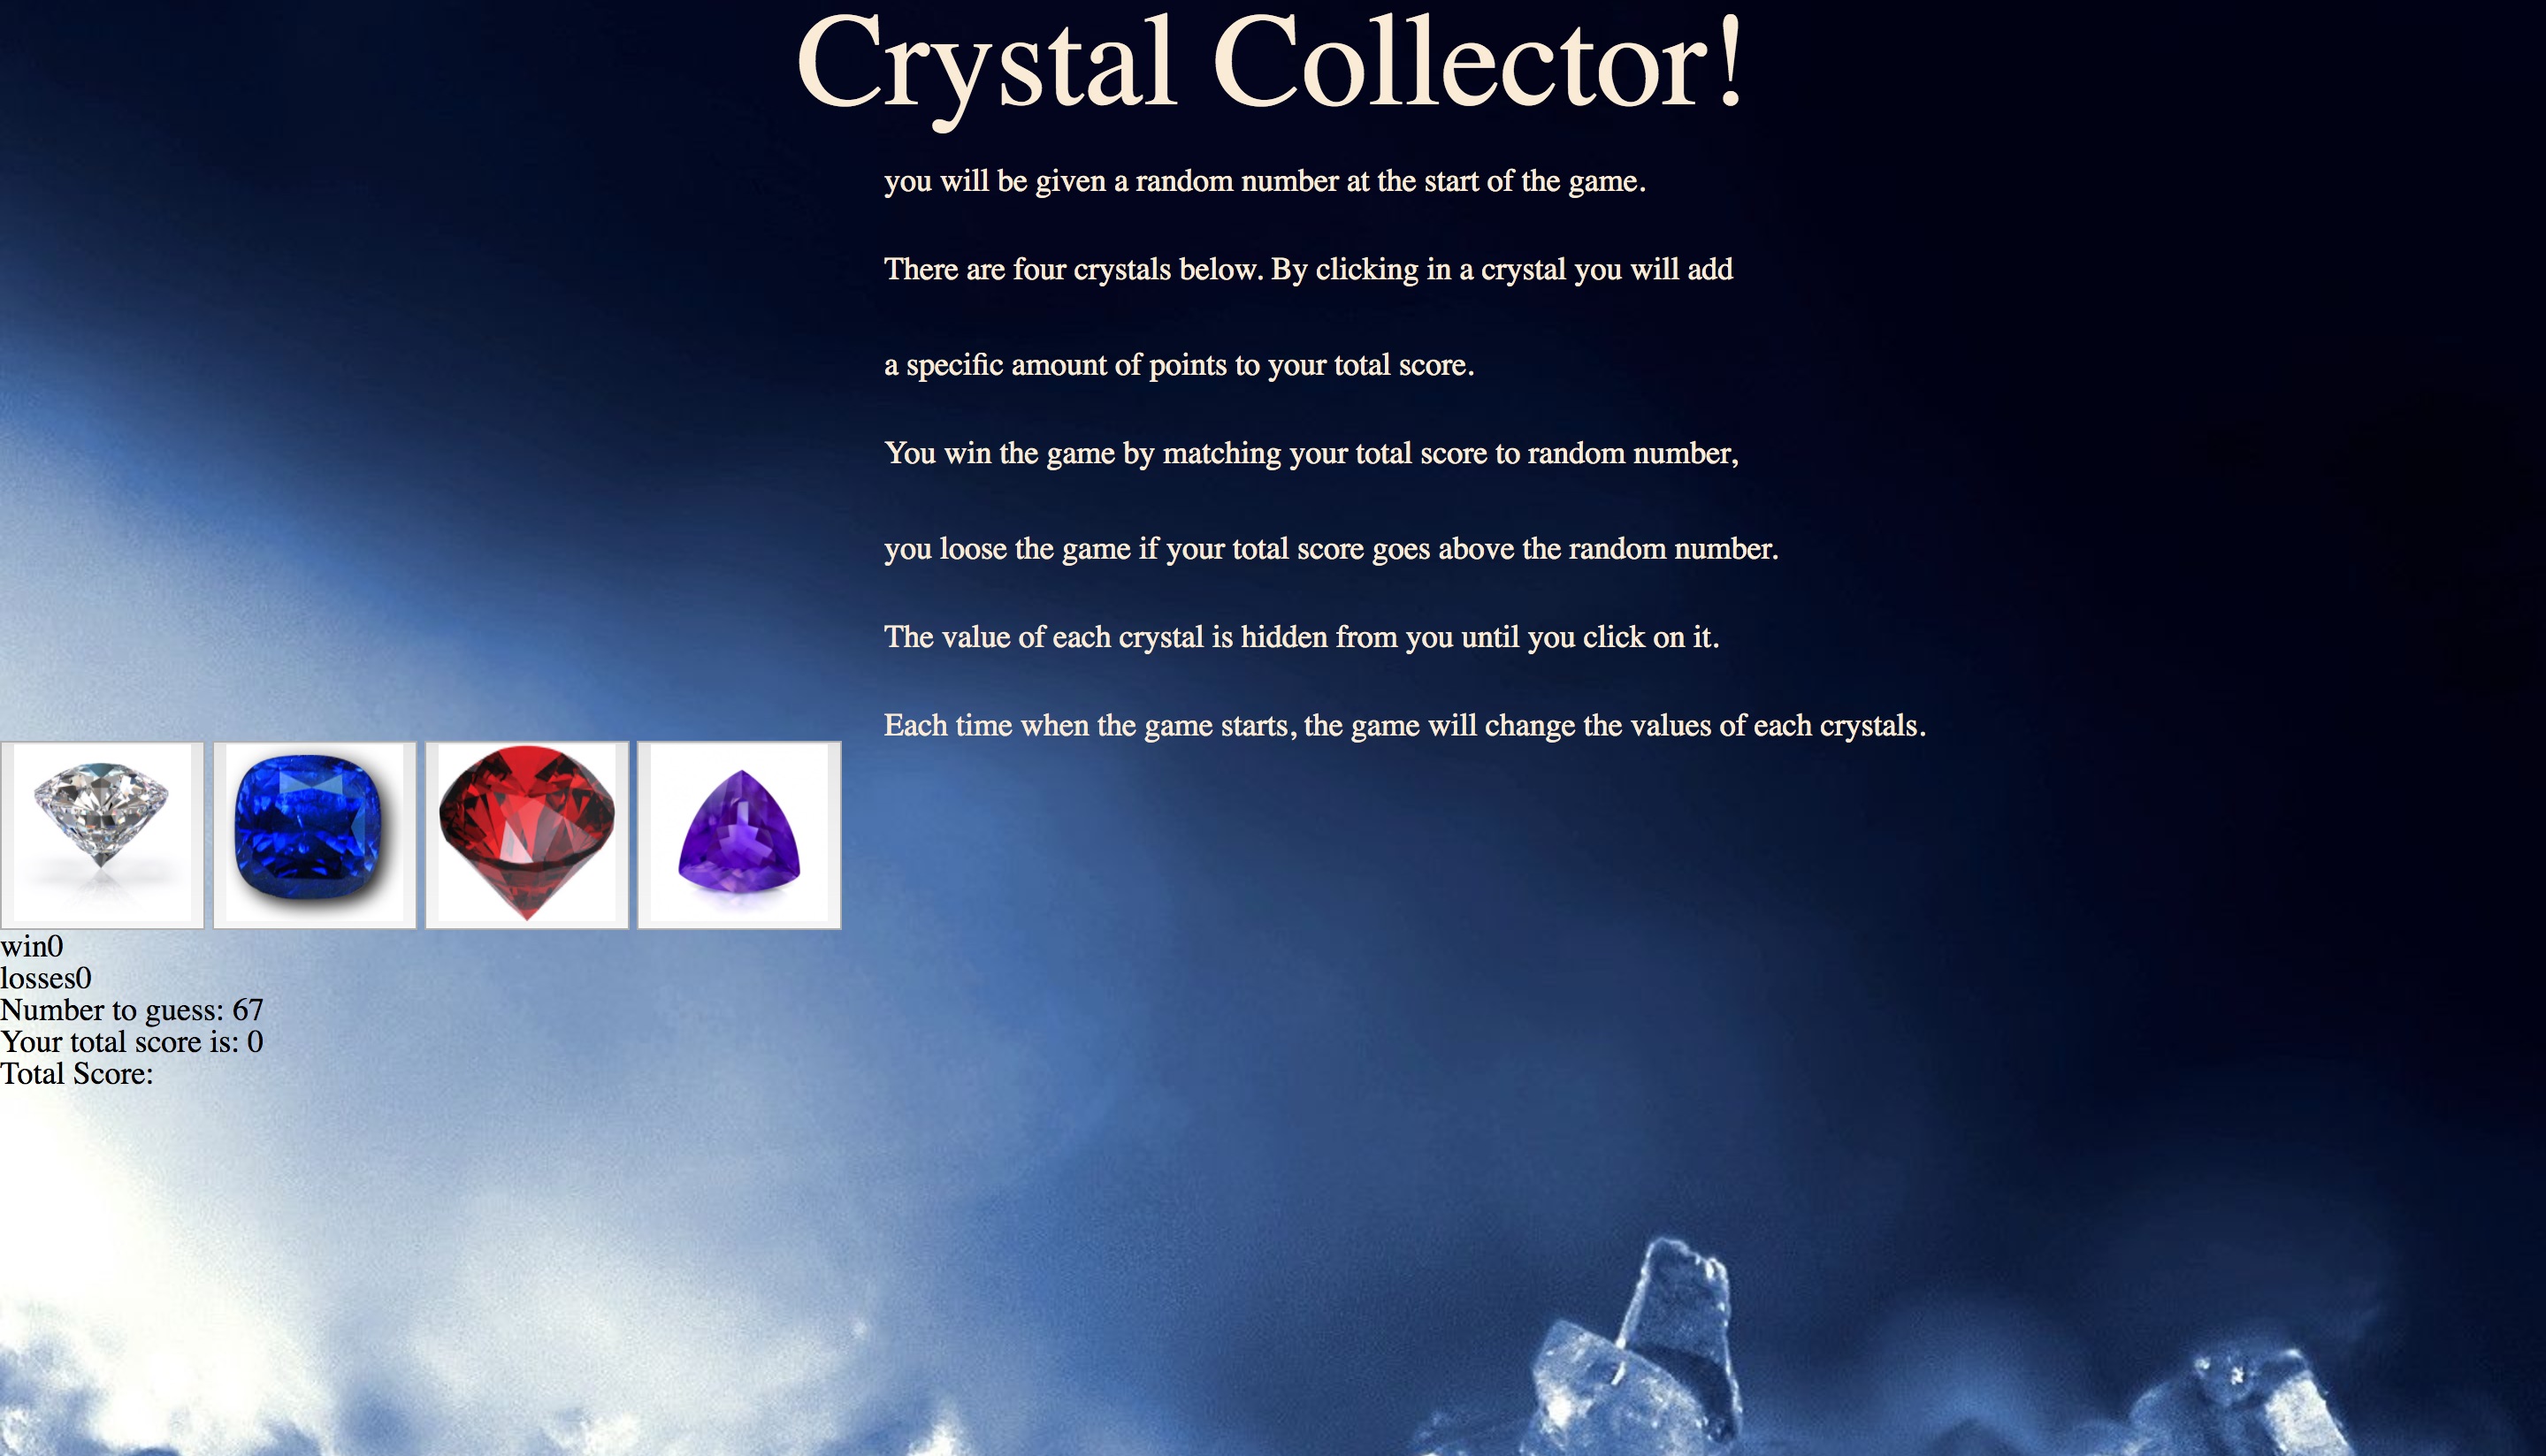 Crystal Collector!
you will be given a random number at the start of the game.
There are four crystals below. By clicking in a crystal you will add
a specific amount of points to your total score.
You win the game by matching your total score to random number,
you loose the game if your total score goes above the random number.
The value of each crystal is hidden from you until you click on it.
Each time when the game starts, the game will change the values of each crystals.
win0
losses0
Number to guess: 67
Your total score is: 0
Total Score: